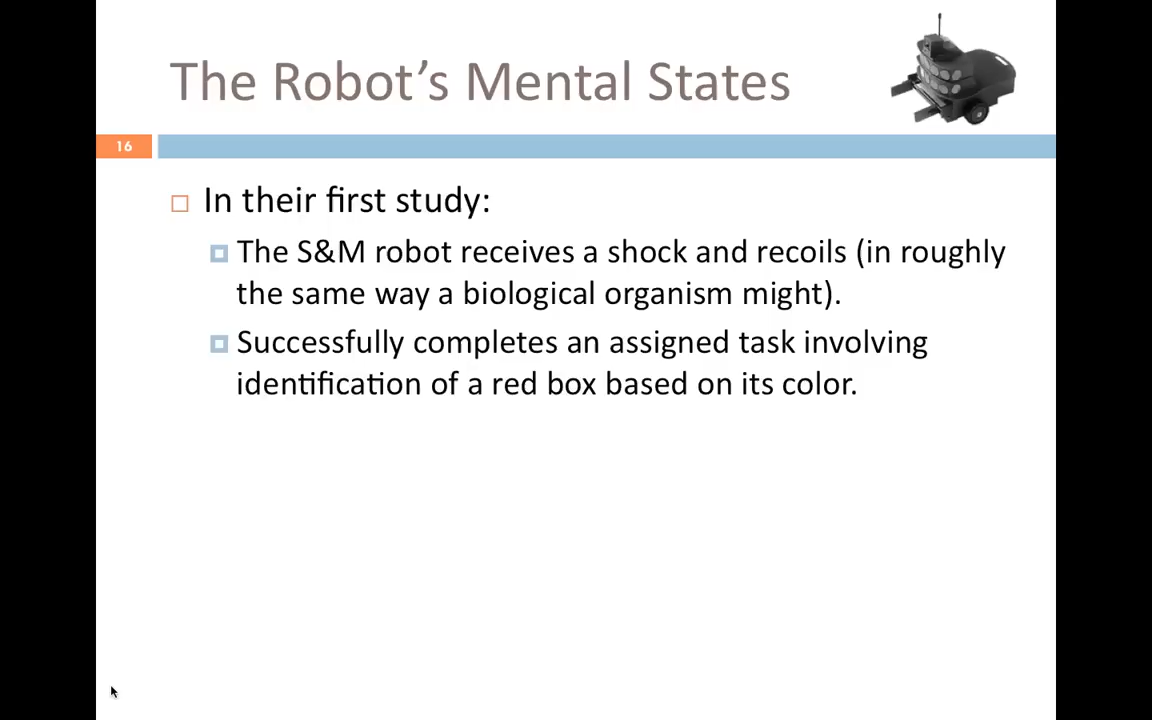 The Robot's Mental States
16
In their first study:
The S&M robot receives a shock and recoils (in roughly
the same way a biological organism might).
Successfully completes an assigned task involving
identification of a red box based on its color.